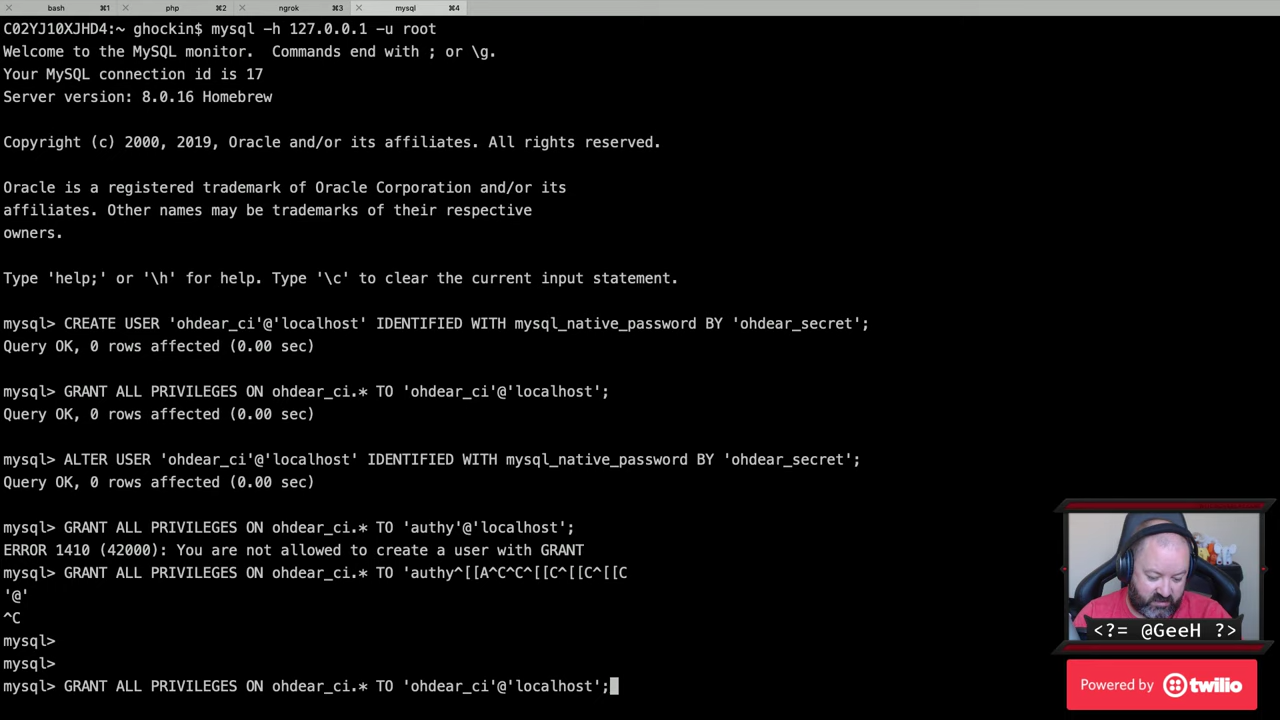 bash ⌘1 php ⌘2 ngrok ⌘3 mysql ⌘4
C02YJ10XJHD4:~ ghockin$ mysql -h 127.0.0.1 -u root
Welcome to the MySQL monitor.  Commands end with ; or \g.
Your MySQL connection id is 17
Server version: 8.0.16 Homebrew
Copyright (c) 2000, 2019, Oracle and/or its affiliates. All rights reserved.
Oracle is a registered trademark of Oracle Corporation and/or its
affiliates. Other names may be trademarks of their respective
owners.
Type 'help;' or '\h' for help. Type '\c' to clear the current input statement.
mysql> CREATE USER 'ohdear_ci'@'localhost' IDENTIFIED WITH mysql_native_password BY 'ohdear_secret';
Query OK, 0 rows affected (0.00 sec)
mysql> GRANT ALL PRIVILEGES ON ohdear_ci.* TO 'ohdear_ci'@'localhost';
Query OK, 0 rows affected (0.00 sec)
mysql> ALTER USER 'ohdear_ci'@'localhost' IDENTIFIED WITH mysql_native_password BY 'ohdear_secret';
Query OK, 0 rows affected (0.00 sec)
mysql> GRANT ALL PRIVILEGES ON ohdear_ci.* TO 'authy'@'localhost';
ERROR 1410 (42000): You are not allowed to create a user with GRANT
mysql> GRANT ALL PRIVILEGES ON ohdear_ci.* TO 'authy^[[A^C^C^[[C^[[C^[[C
'@'
^C
mysql>
mysql>
mysql> GRANT ALL PRIVILEGES ON ohdear_ci.* TO 'ohdear_ci'@'localhost';
<?= @GeeH ?>
Powered by twilio